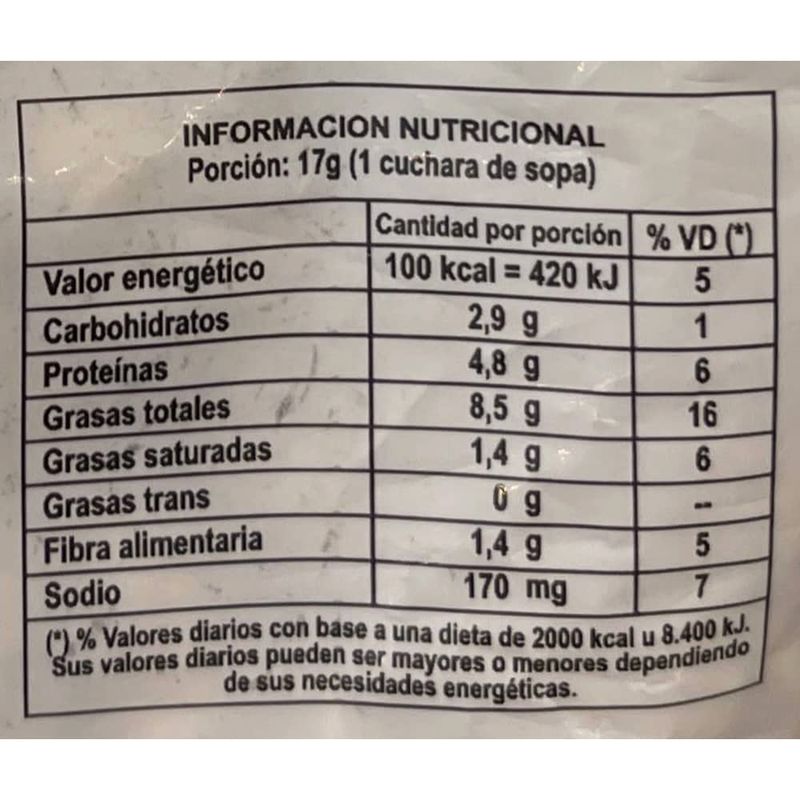 INFORMACION NUTRICIONAL
Porción: 17g (1 cuchara de sopa)
Cantidad por porción % VD (*)
Valor energético 100 kcal = 420 kJ 5
Carbohidratos 2,9 g 1
Proteínas 4,8 g 6
Grasas totales 8,5 g 16
Grasas saturadas 1,4 g 6
Grasas trans 0 g --
Fibra alimentaria 1,4 g 5
Sodio 170 mg 7
(*) % Valores diarios con base a una dieta de 2000 kcal u 8.400 kJ.
Sus valores diarios pueden ser mayores o menores dependiendo
de sus necesidades energéticas.